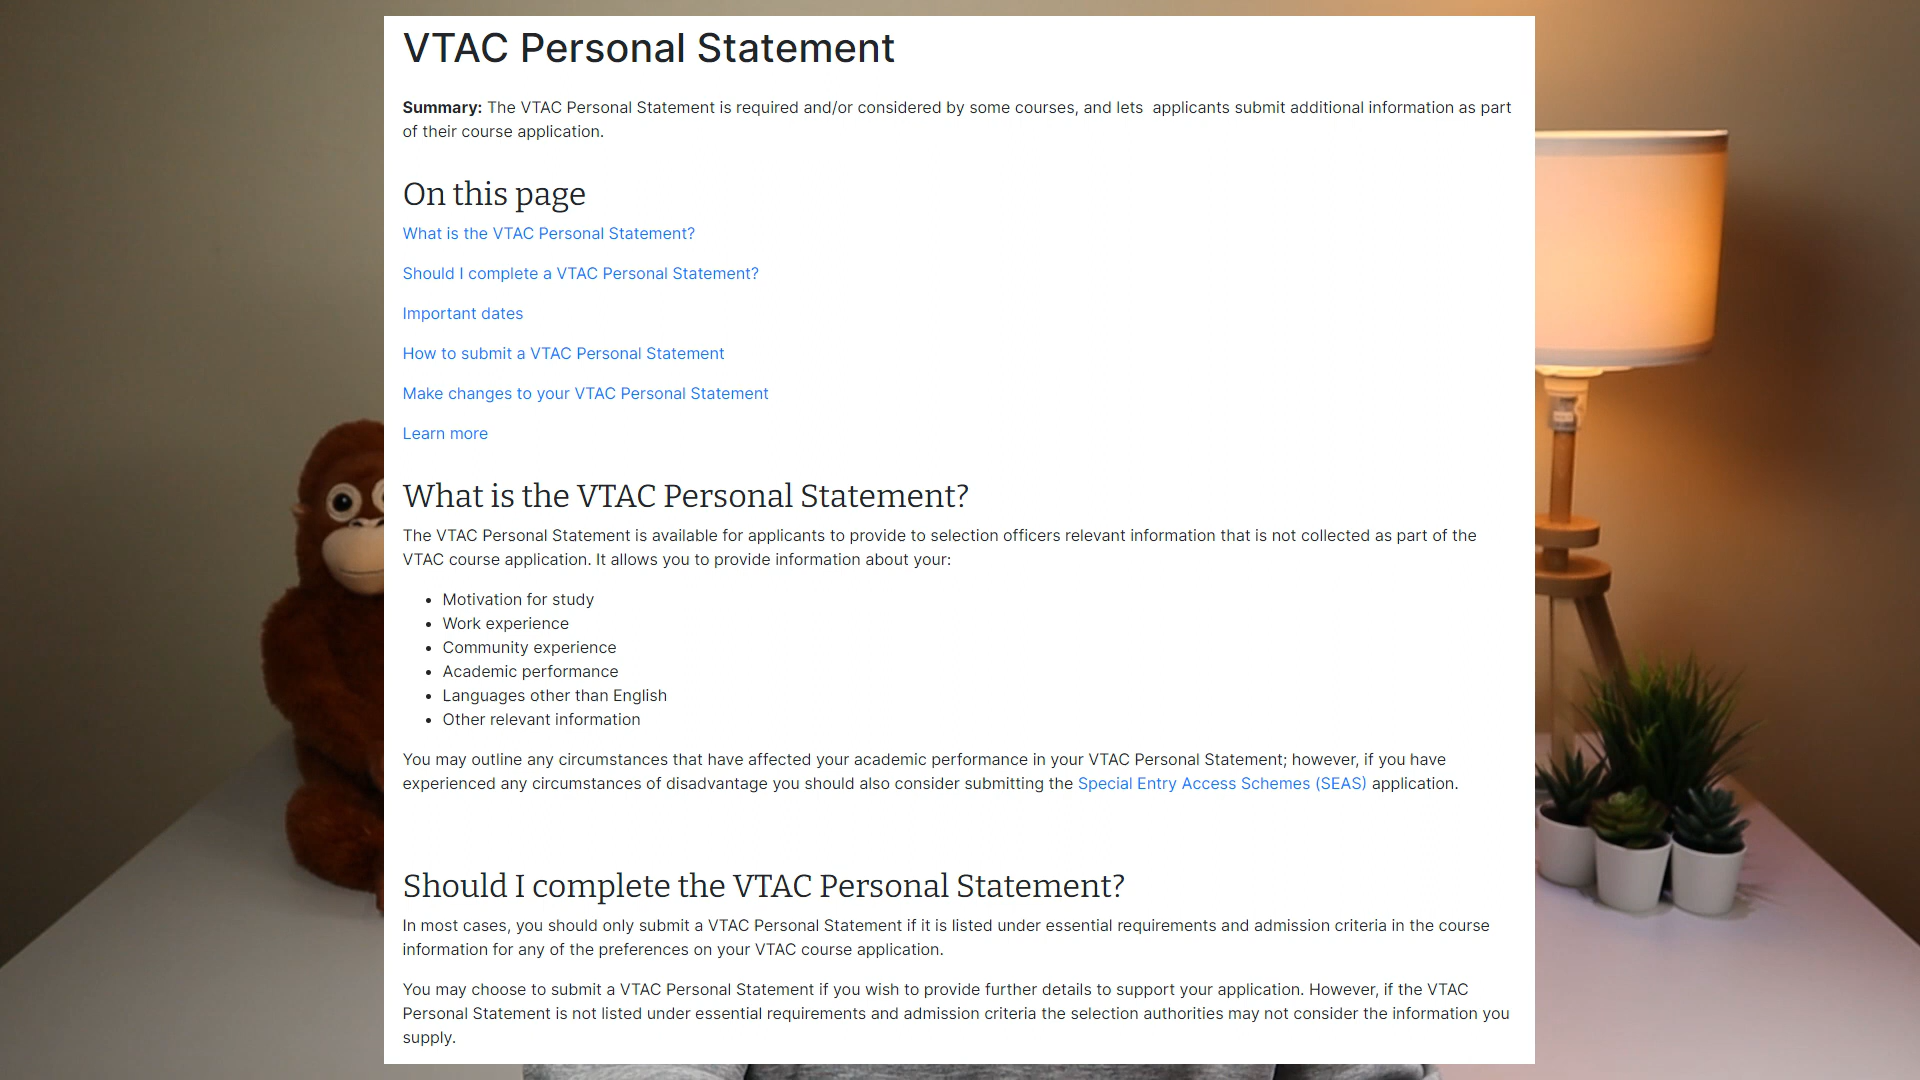 VTAC Personal Statement
Summary: The VTAC Personal Statement is required and/or considered by some courses, and lets applicants submit additional information as part
of their course application.
On this page
What is the VTAC Personal Statement?
Should I complete a VTAC Personal Statement?
Important dates
How to submit a VTAC Personal Statement
Make changes to your VTAC Personal Statement
Learn more
What is the VTAC Personal Statement?
The VTAC Personal Statement is available for applicants to provide to selection officers relevant information that is not collected as part of the
VTAC course application. It allows you to provide information about your:
• Motivation for study
• Work experience
• Community experience
• Academic performance
• Languages other than English
• Other relevant information
You may outline any circumstances that have affected your academic performance in your VTAC Personal Statement; however, if you have
experienced any circumstances of disadvantage you should also consider submitting the Special Entry Access Schemes (SEAS) application.
Should I complete the VTAC Personal Statement?
In most cases, you should only submit a VTAC Personal Statement if it is listed under essential requirements and admission criteria in the course
information for any of the preferences on your VTAC course application.
You may choose to submit a VTAC Personal Statement if you wish to provide further details to support your application. However, if the VTAC
Personal Statement is not listed under essential requirements and admission criteria the selection authorities may not consider the information you
supply.